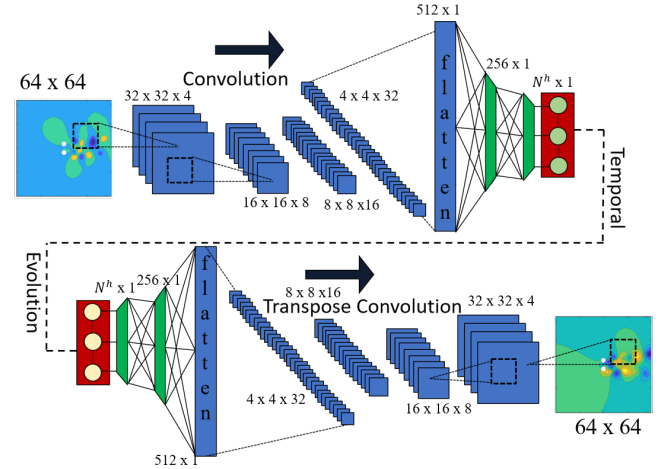 512 x 1
Convolution
64 x 64
32 x 32 x 4
256 x 1
N^h x 1
4 x 4 x 32
flatten
16 x 16 x 8
8 x 8 x16
Temporal
Evolution
N^h x 1
256 x 1
flatten
8 x 8 x16
Transpose Convolution
32 x 32 x 4
4 x 4 x 32
16 x 16 x 8
64 x 64
512 x 1